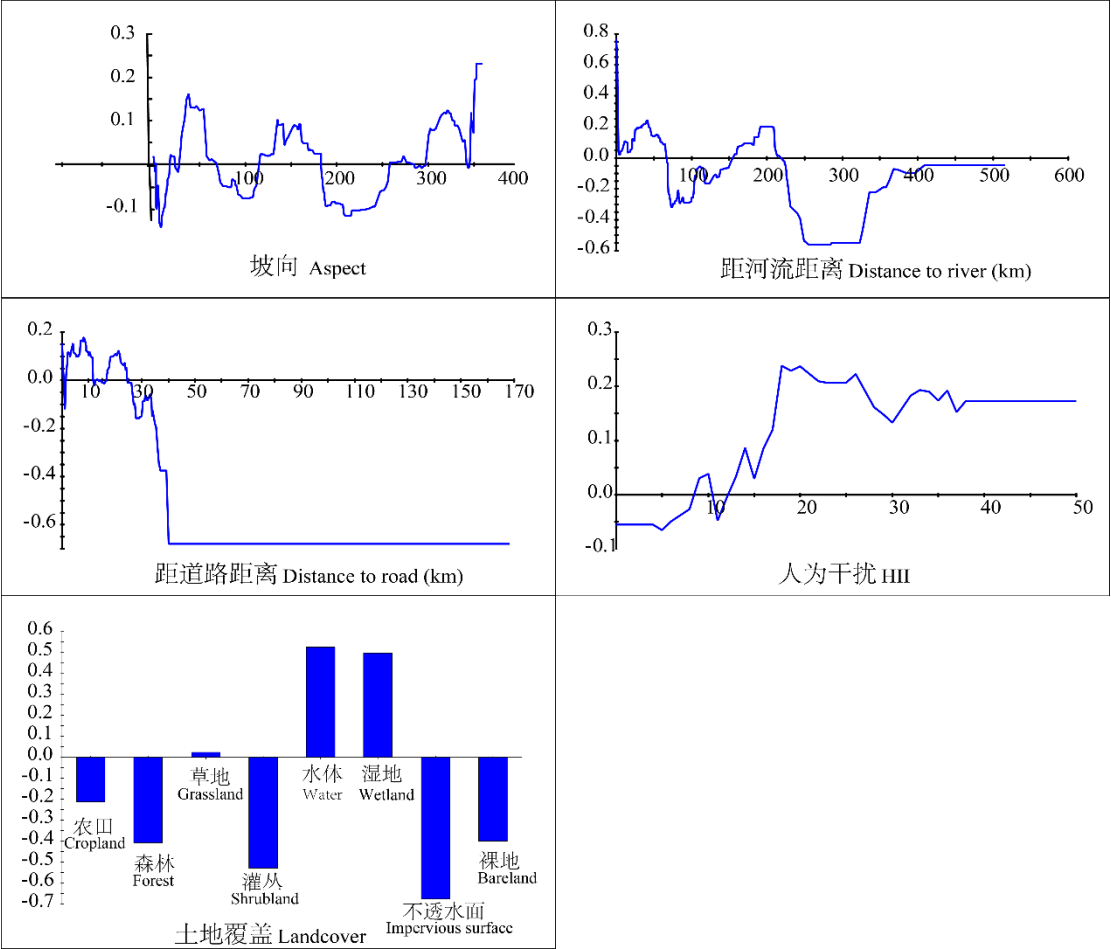 0.3
0.2
0.1
0
-0.1
100
200
300
400
坡向 Aspect
0.8
0.6
0.4
0.2
0.0
-0.2
-0.4
-0.6
100
200
300
400
500
600
距河流距离 Distance to river (km)
0.2
0.0
-0.2
-0.4
-0.6
10
30
50
70
90
110
130
150
170
距道路距离 Distance to road (km)
0.3
0.2
0.1
0.0
-0.1
10
20
30
40
50
人为干扰 HII
0.6
0.5
0.4
0.3
0.2
0.1
0.0
-0.1
-0.2
-0.3
-0.4
-0.5
-0.6
-0.7
农田
Cropland
森林
Forest
草地
Grassland
灌丛
Shrubland
水体
Water
湿地
Wetland
不透水面
Impervious surface
裸地
Bareland
土地覆盖 Landcover